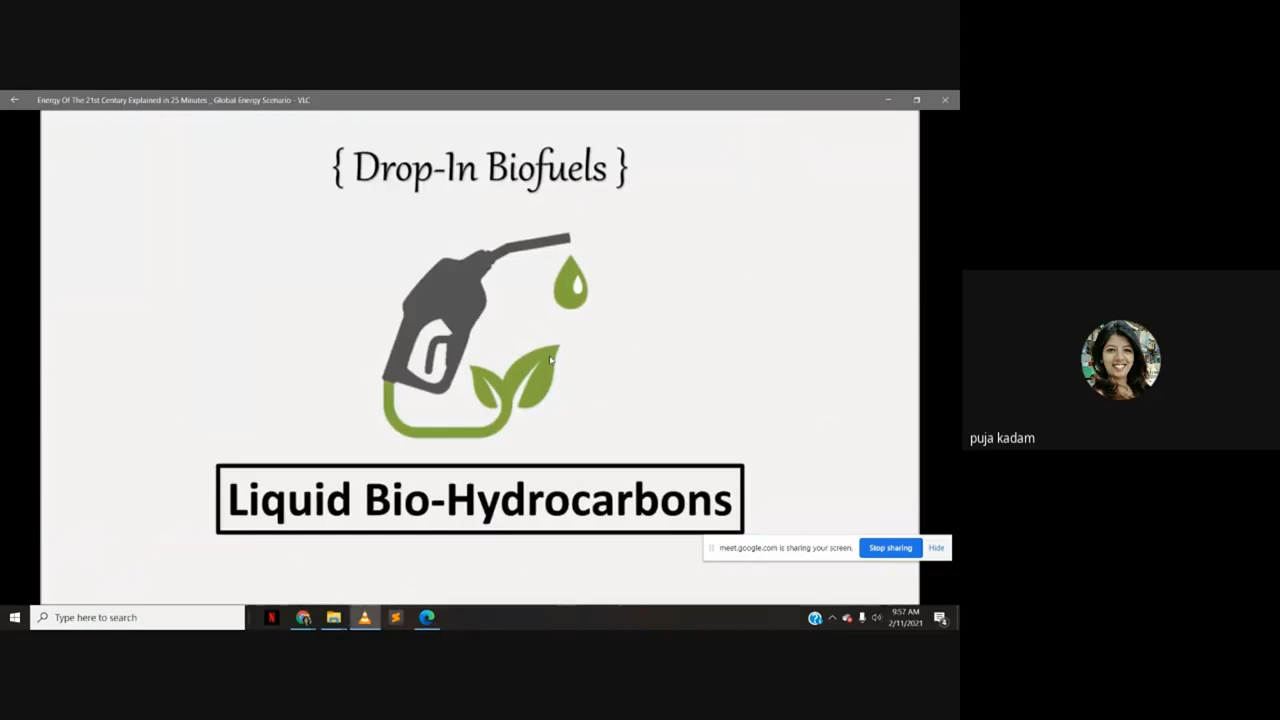 Energy Of The 21st Century Explained in 25 Minutes _ Global Energy Scenario - VLC
{ Drop-In Biofuels }
Liquid Bio-Hydrocarbons
meet.google.com is sharing your screen.
Stop sharing
Hide
puja kadam
Type here to search
9:57 AM
2/11/2021
4